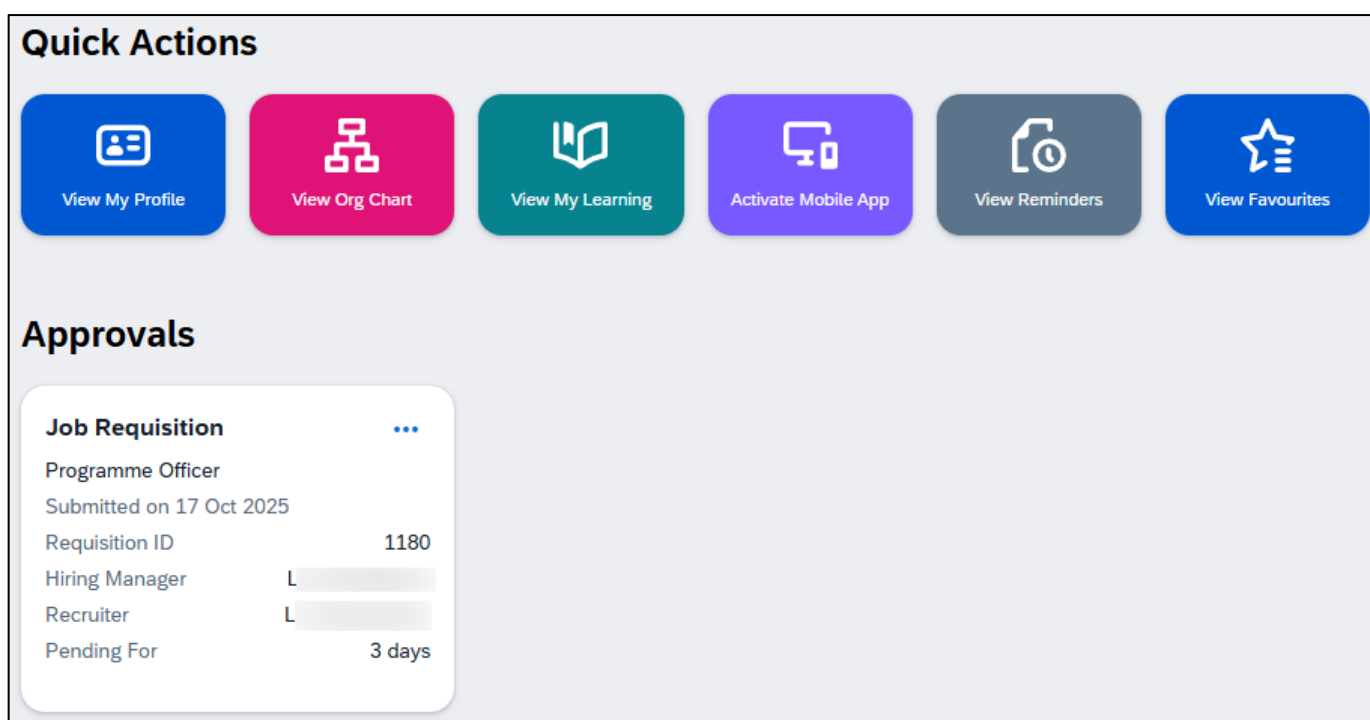 Quick Actions
View My Profile
View Org Chart
View My Learning
Activate Mobile App
View Reminders
View Favourites
Approvals
Job Requisition
Programme Officer
Submitted on 17 Oct 2025
Requisition ID 1180
Hiring Manager L
Recruiter L
Pending For 3 days